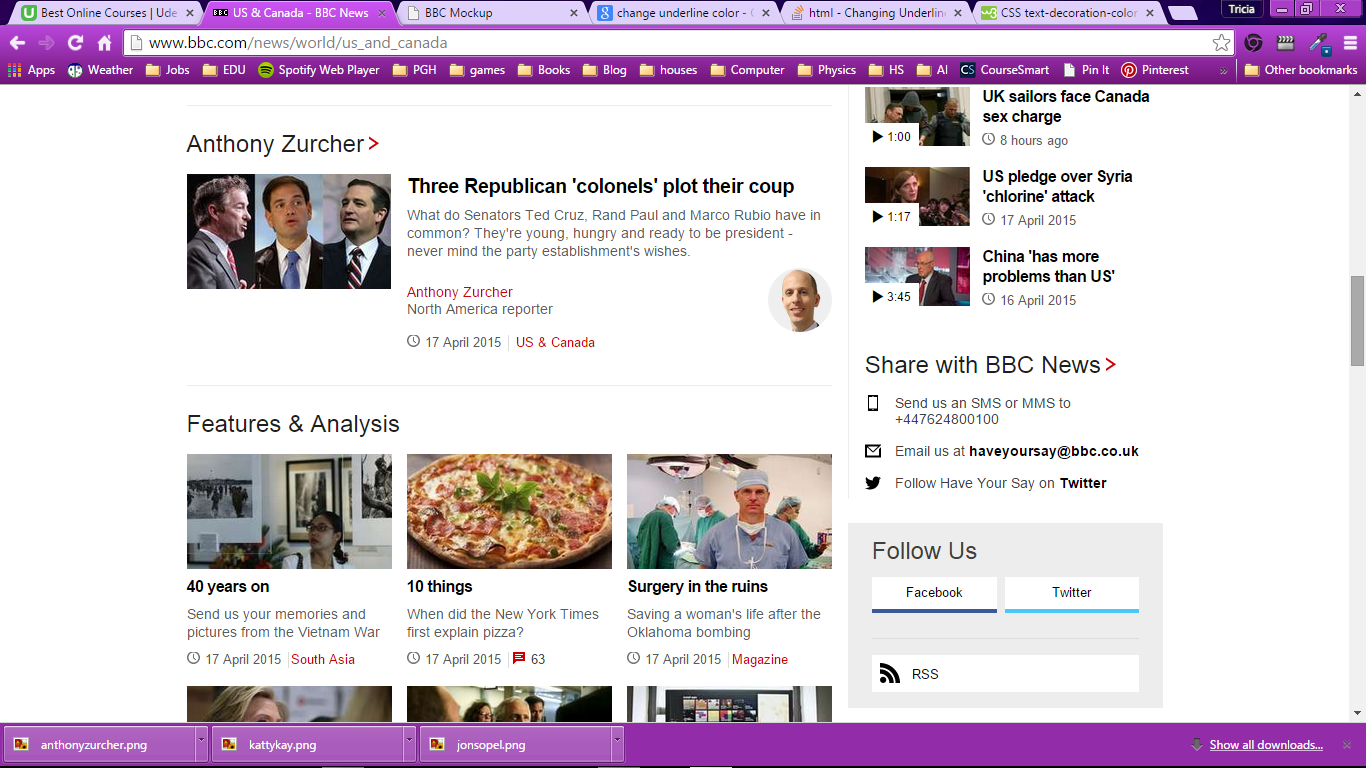 Best Online Courses | Ude
US & Canada - BBC News
BBC Mockup
change underline color - G
html - Changing Underlin
CSS text-decoration-color
Tricia
www.bbc.com/news/world/us_and_canada
Apps
Weather
Jobs
EDU
Spotify Web Player
PGH
games
Books
Blog
houses
Computer
Physics
HS
AI
CourseSmart
Pin It
Pinterest
»
Other bookmarks
Anthony Zurcher
Three Republican 'colonels' plot their coup
What do Senators Ted Cruz, Rand Paul and Marco Rubio have in
common? They're young, hungry and ready to be president -
never mind the party establishment's wishes.
Anthony Zurcher
North America reporter
17 April 2015 US & Canada
Features & Analysis
40 years on
Send us your memories and
pictures from the Vietnam War
17 April 2015 South Asia
10 things
When did the New York Times
first explain pizza?
17 April 2015 63
Surgery in the ruins
Saving a woman's life after the
Oklahoma bombing
17 April 2015 Magazine
1:00
UK sailors face Canada
sex charge
8 hours ago
1:17
US pledge over Syria
'chlorine' attack
17 April 2015
3:45
China 'has more
problems than US'
16 April 2015
Share with BBC News
Send us an SMS or MMS to
+447624800100
Email us at haveyoursay@bbc.co.uk
Follow Have Your Say on Twitter
Follow Us
Facebook
Twitter
RSS
anthonyzurcher.png
kattykay.png
jonsopel.png
Show all downloads...